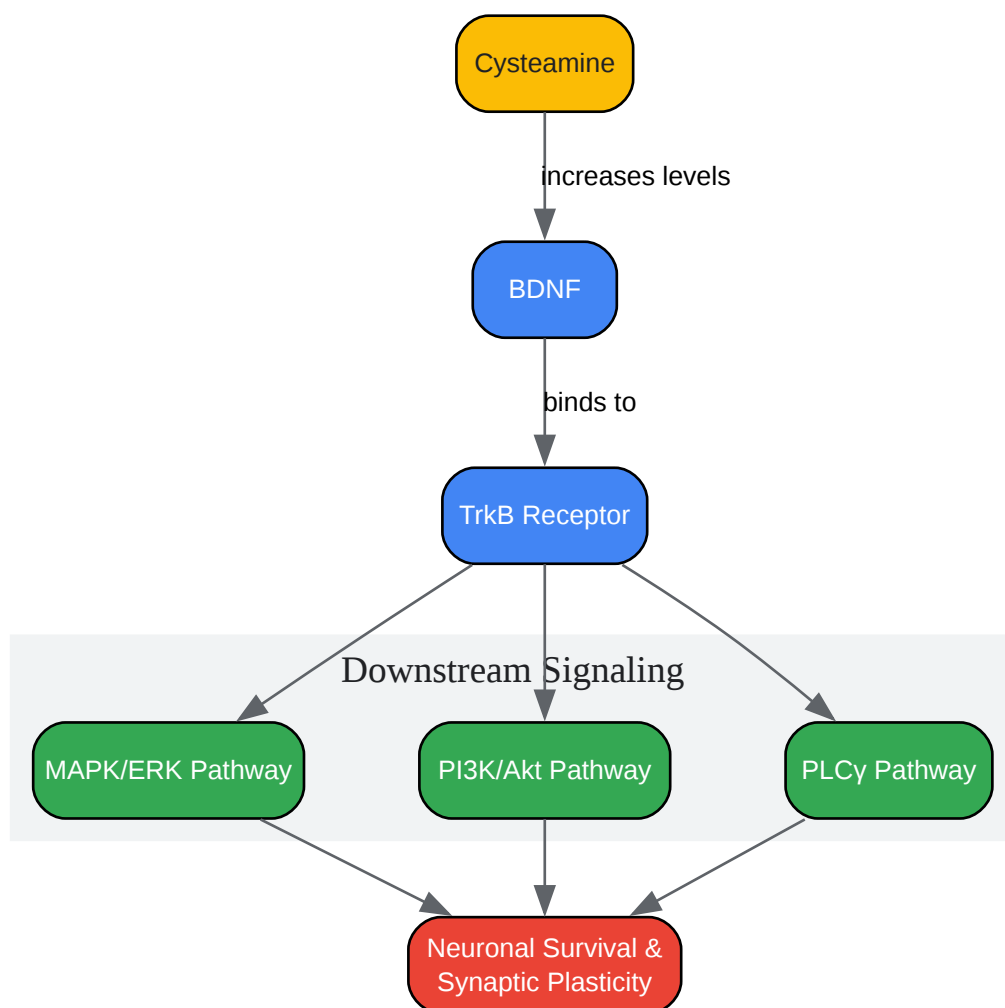 Cysteamine
increases levels
BDNF
binds to
TrkB Receptor
Downstream Signaling
MAPK/ERK Pathway
PI3K/Akt Pathway
PLCγ Pathway
Neuronal Survival &
Synaptic Plasticity